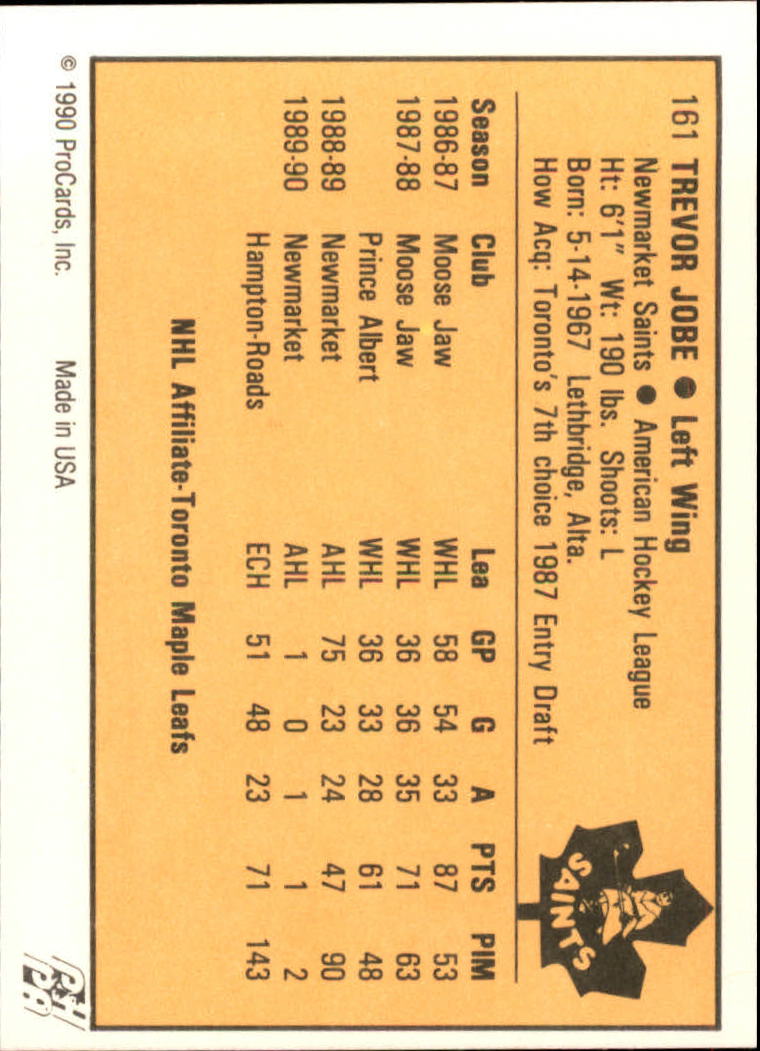 161 TREVOR JOBE ● Left Wing
Newmarket Saints ● American Hockey League
Ht: 6'1" Wt: 190 lbs. Shoots: L
Born: 5-14-1967 Lethbridge, Alta.
How Acq: Toronto's 7th choice 1987 Entry Draft
SAINTS
Season Club Lea GP G A PTS PIM
1986-87 Moose Jaw WHL 58 54 33 87 53
1987-88 Moose Jaw WHL 36 36 35 71 63
Prince Albert WHL 36 33 28 61 48
1988-89 Newmarket AHL 75 23 24 47 90
1989-90 Newmarket AHL 1 0 1 1 2
Hampton-Roads ECH 51 48 23 71 143
NHL Affiliate-Toronto Maple Leafs
© 1990 ProCards, Inc. Made in USA